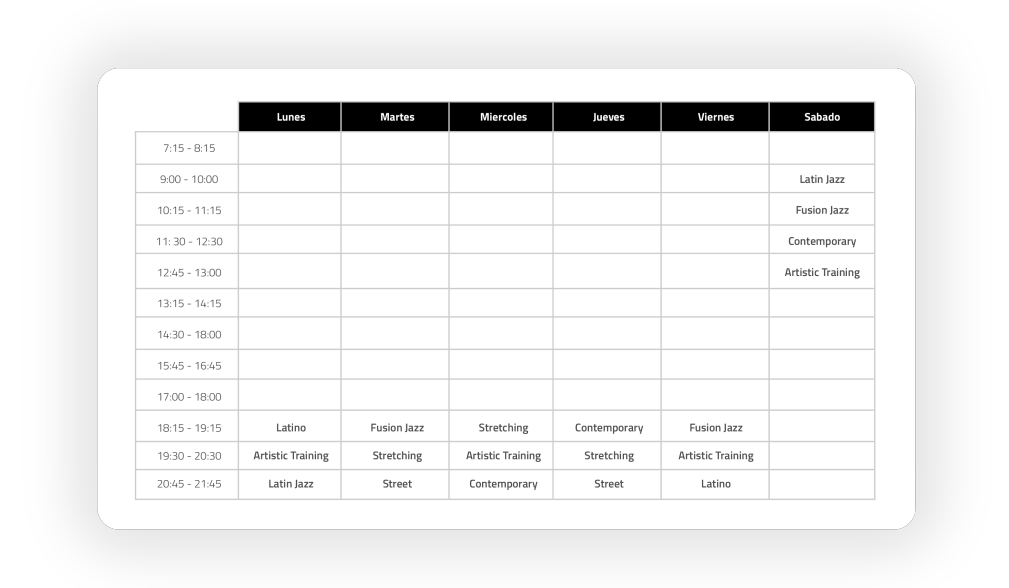 Lunes Martes Miercoles Jueves Viernes Sabado
7:15 - 8:15
9:00 - 10:00 Latin Jazz
10:15 - 11:15 Fusion Jazz
11: 30 - 12:30 Contemporary
12:45 - 13:00 Artistic Training
13:15 - 14:15
14:30 - 18:00
15:45 - 16:45
17:00 - 18:00
18:15 - 19:15 Latino Fusion Jazz Stretching Contemporary Fusion Jazz
19:30 - 20:30 Artistic Training Stretching Artistic Training Stretching Artistic Training
20:45 - 21:45 Latin Jazz Street Contemporary Street Latino